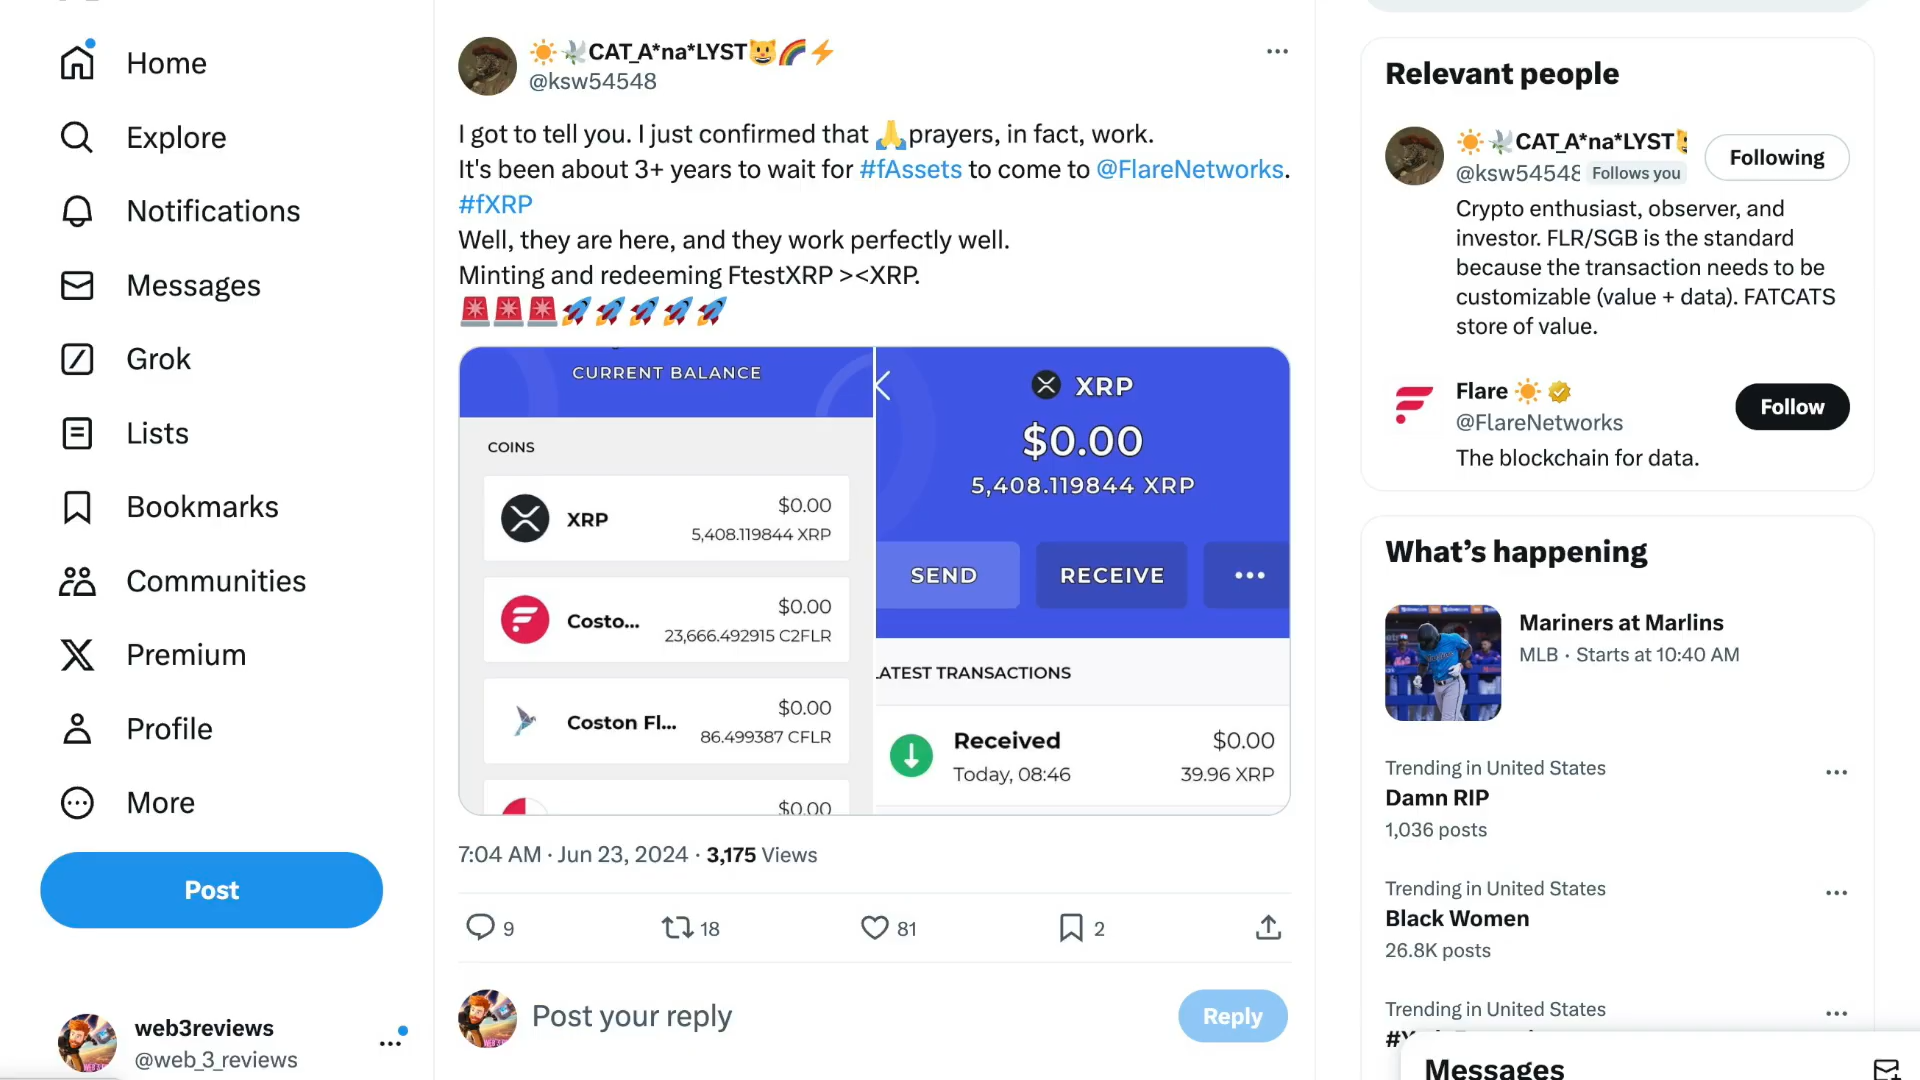 Home
Explore
Notifications
Messages
Grok
Lists
Bookmarks
Communities
Premium
Profile
More
Post
web3reviews
@web_3_reviews
☀️🕊️CAT_A*na*LYST😺🌈⚡
@ksw54548
I got to tell you. I just confirmed that 🙏prayers, in fact, work.
It's been about 3+ years to wait for #fAssets to come to @FlareNetworks.
#fXRP
Well, they are here, and they work perfectly well.
Minting and redeeming FtestXRP ><XRP.
🚨🚨🚨🚀🚀🚀🚀🚀
CURRENT BALANCE
COINS
XRP
$0.00
5,408.119844 XRP
Costo...
$0.00
23,666.492915 C2FLR
Coston Fl...
$0.00
86.499387 CFLR
$0.00
XRP
$0.00
5,408.119844 XRP
SEND
RECEIVE
ATEST TRANSACTIONS
Received
$0.00
Today, 08:46
39.96 XRP
7:04 AM · Jun 23, 2024 · 3,175 Views
9
18
81
2
Post your reply
Reply
Relevant people
☀️🕊️CAT_A*na*LYST
@ksw54548
Follows you
Following
Crypto enthusiast, observer, and
investor. FLR/SGB is the standard
because the transaction needs to be
customizable (value + data). FATCATS
store of value.
Flare ☀️
@FlareNetworks
Follow
The blockchain for data.
What's happening
Mariners at Marlins
MLB · Starts at 10:40 AM
Trending in United States
Damn RIP
1,036 posts
Trending in United States
Black Women
26.8K posts
Trending in United States
Messages